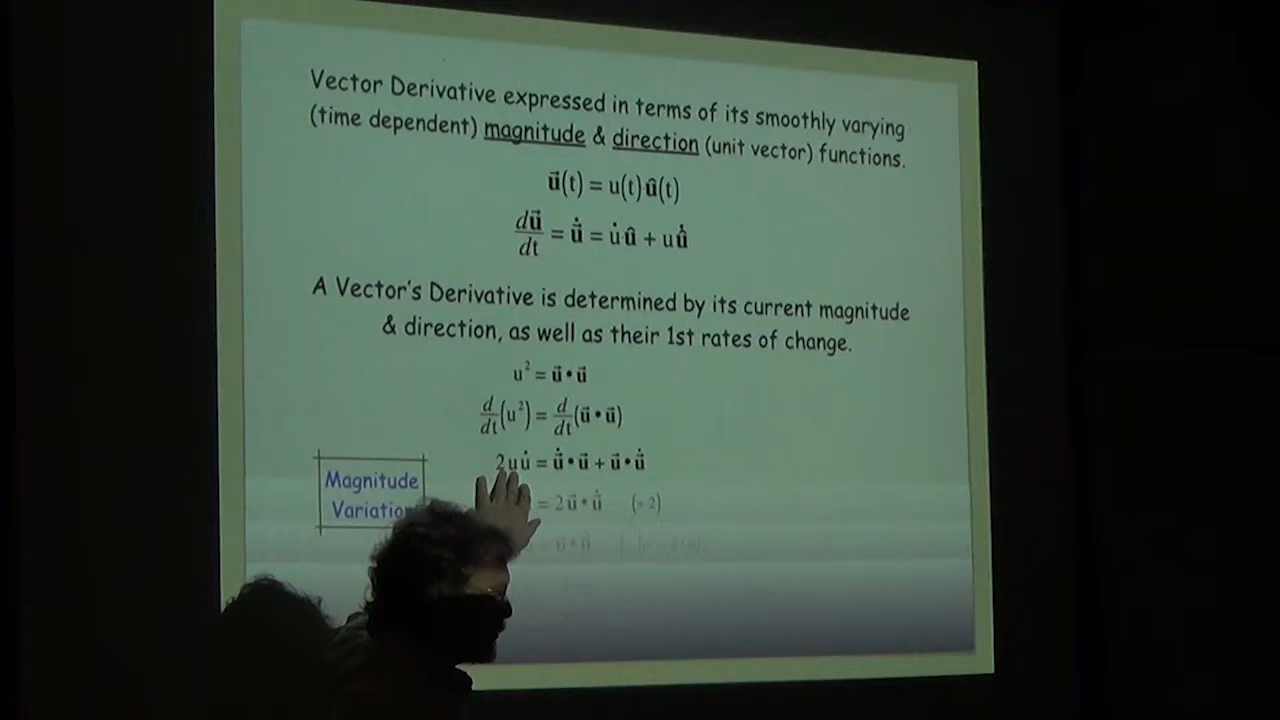 Vector Derivative expressed in terms of its smoothly varying
(time dependent) magnitude & direction (unit vector) functions.
u⃗(t) = u(t)û(t)
du⃗/dt = u⃗̇ = u̇û + uû̇
A Vector's Derivative is determined by its current magnitude
& direction, as well as their 1st rates of change.
u² = u⃗•u⃗
d/dt(u²) = d/dt(u⃗•u⃗)
2uu̇ = u⃗̇•u⃗ + u⃗•u⃗̇
Magnitude
Variation
= 2u⃗•u⃗̇ (÷2)